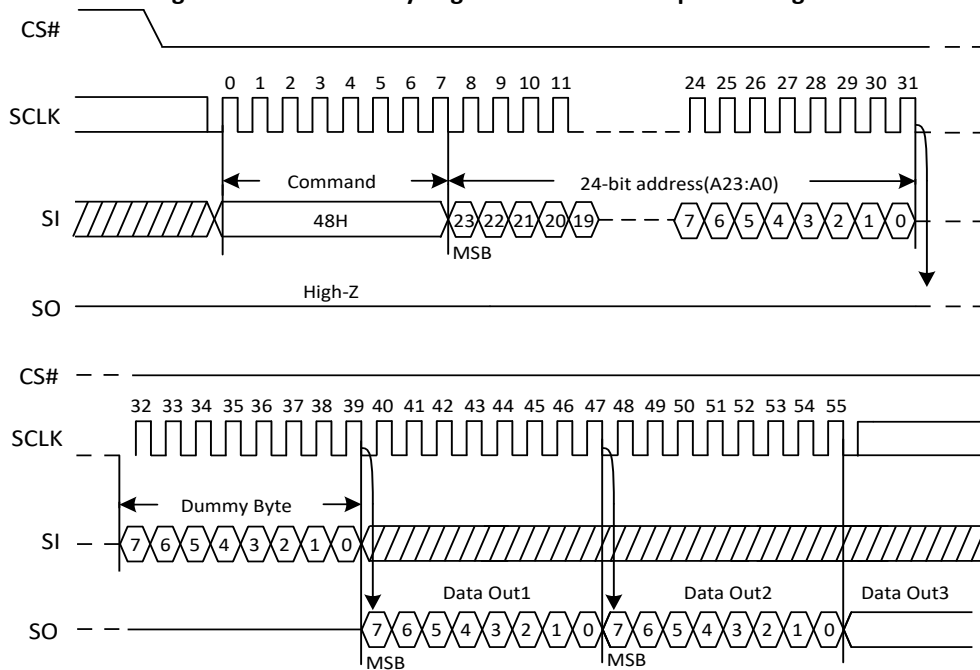 CS#
0 1 2 3 4 5 6 7 8 9 10 11 24 25 26 27 28 29 30 31
SCLK
Command 24-bit address(A23:A0)
SI 48H 23 22 21 20 19 7 6 5 4 3 2 1 0
MSB
High-Z
SO
CS#
32 33 34 35 36 37 38 39 40 41 42 43 44 45 46 47 48 49 50 51 52 53 54 55
SCLK
Dummy Byte
SI 7 6 5 4 3 2 1 0
Data Out1 Data Out2 Data Out3
SO 7 6 5 4 3 2 1 0 7 6 5 4 3 2 1 0
MSB MSB